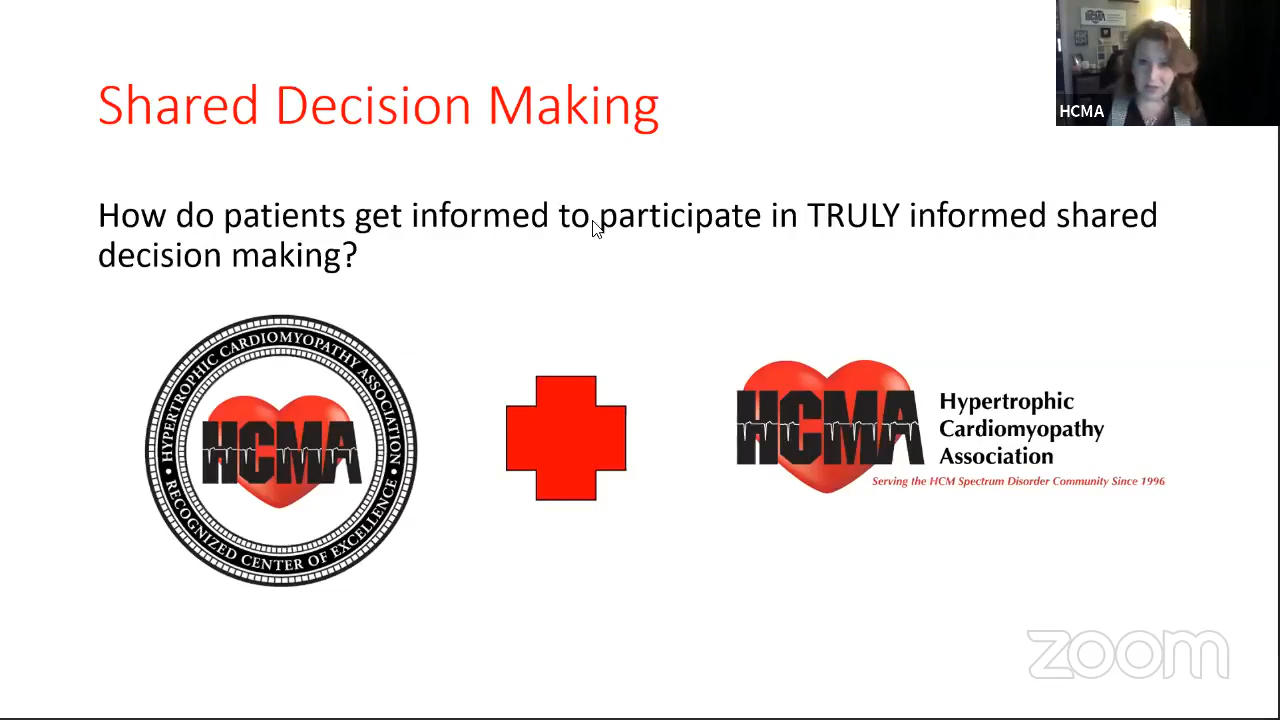 HCMA
HCMA
Shared Decision Making
How do patients get informed to participate in TRULY informed shared
decision making?
HYPERTROPHIC CARDIOMYOPATHY ASSOCIATION
HCMA
RECOGNIZED CENTER OF EXCELLENCE
HCMA
Hypertrophic
Cardiomyopathy
Association
Serving the HCM Spectrum Disorder Community Since 1996
zoom